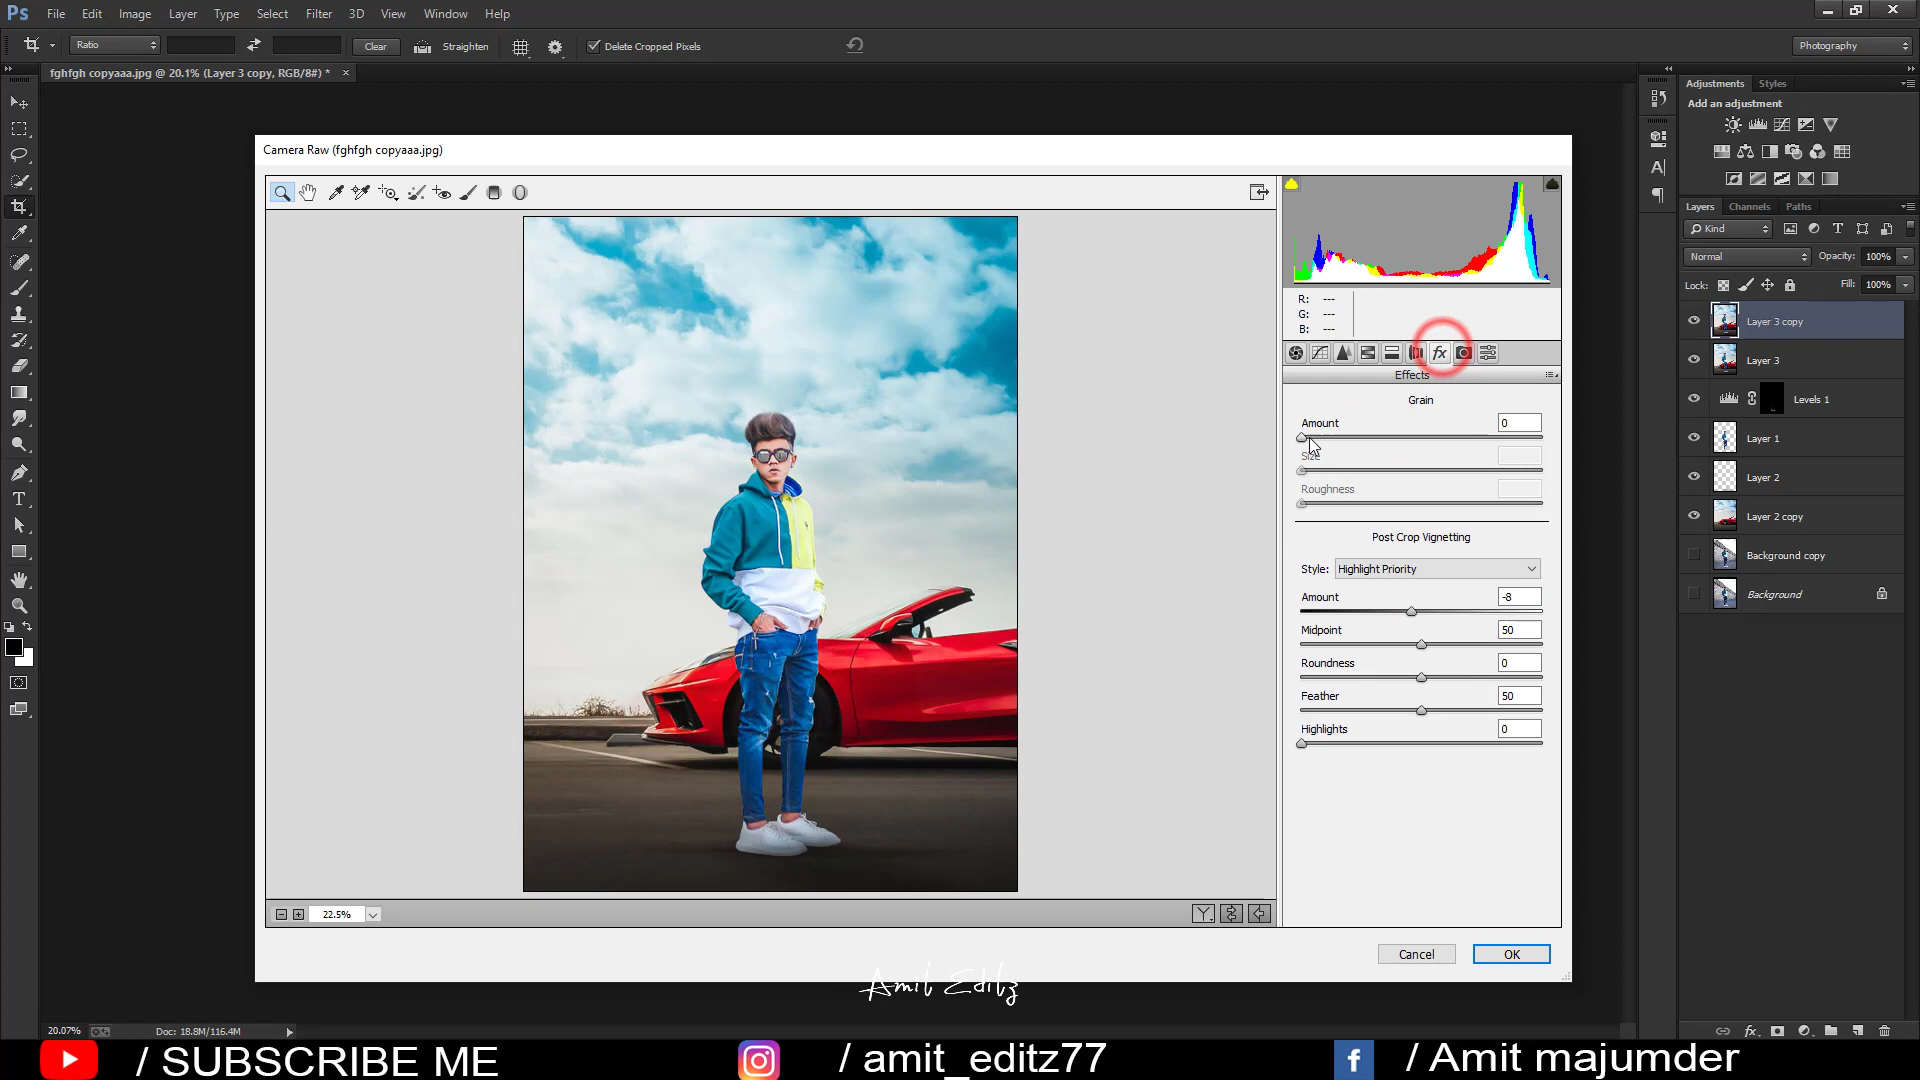 Ps File Edit Image Layer Type Select Filter 3D View Window Help
Ratio Clear Straighten Delete Cropped Pixels Photography
fghfgh copyaaa.jpg @ 20.1% (Layer 3 copy, RGB/8#) * ×
Adjustments Styles
Add an adjustment
Camera Raw (fghfgh copyaaa.jpg)
Layers Channels Paths
Kind
Normal Opacity: 100%
Lock: Fill: 100%
R: ---
G: ---
B: ---
Layer 3 copy
Layer 3
Levels 1
Layer 1
Layer 2
Layer 2 copy
Background copy
Background
fx
Effects
Grain
Amount 0
Size
Roughness
Post Crop Vignetting
Style: Highlight Priority
Amount -8
Midpoint 50
Roundness 0
Feather 50
Highlights 0
22.5%
Y
Cancel OK
Amit Editz
20.07% Doc: 18.8M/116.4M
fx
/ SUBSCRIBE ME / amit_editz77 f / Amit majumder